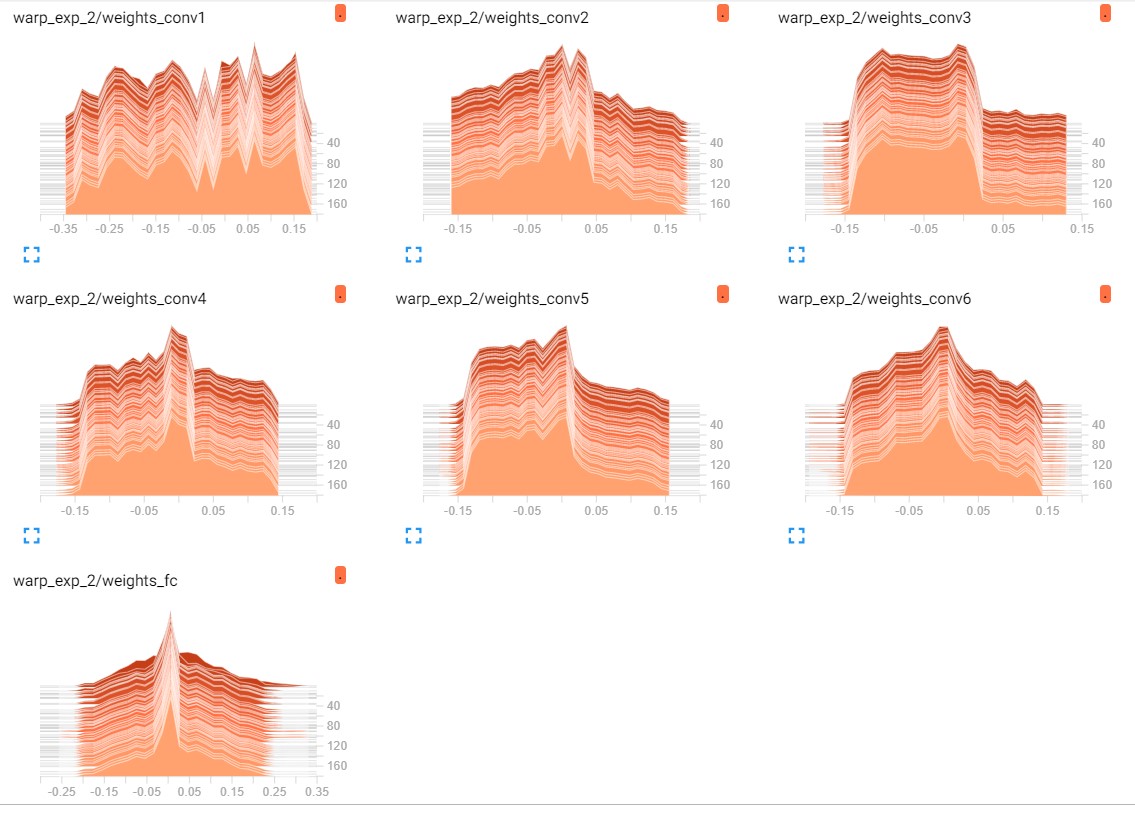 warp_exp_2/weights_conv1
warp_exp_2/weights_conv2
warp_exp_2/weights_conv3
40
80
120
160
-0.35 -0.25 -0.15 -0.05 0.05 0.15
40
80
120
160
-0.15 -0.05 0.05 0.15
40
80
120
160
-0.15 -0.05 0.05 0.15
warp_exp_2/weights_conv4
warp_exp_2/weights_conv5
warp_exp_2/weights_conv6
40
80
120
160
-0.15 -0.05 0.05 0.15
40
80
120
160
-0.15 -0.05 0.05 0.15
40
80
120
160
-0.15 -0.05 0.05 0.15
warp_exp_2/weights_fc
40
80
120
160
-0.25 -0.15 -0.05 0.05 0.15 0.25 0.35